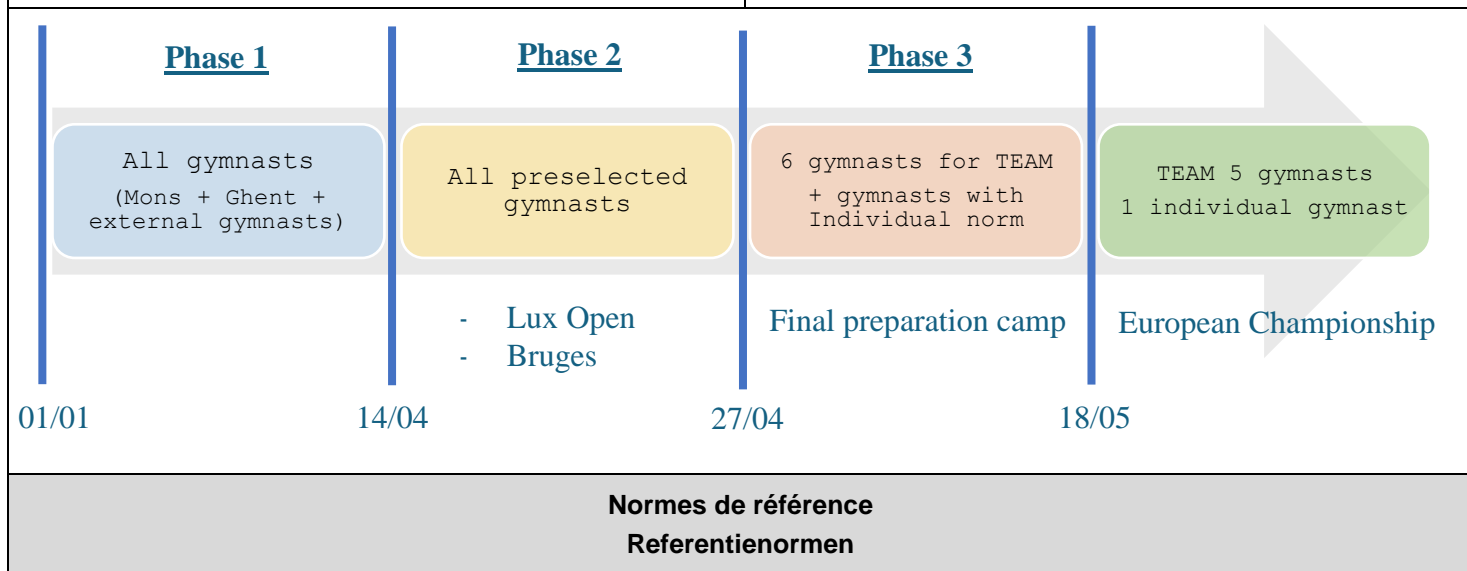 Phase 1
Phase 2
Phase 3
All gymnasts
(Mons + Ghent +
external gymnasts)
All preselected
gymnasts
6 gymnasts for TEAM
+ gymnasts with
Individual norm
TEAM 5 gymnasts
1 individual gymnast
- Lux Open
- Bruges
Final preparation camp
European Championship
01/01
14/04
27/04
18/05
Normes de référence
Referentienormen